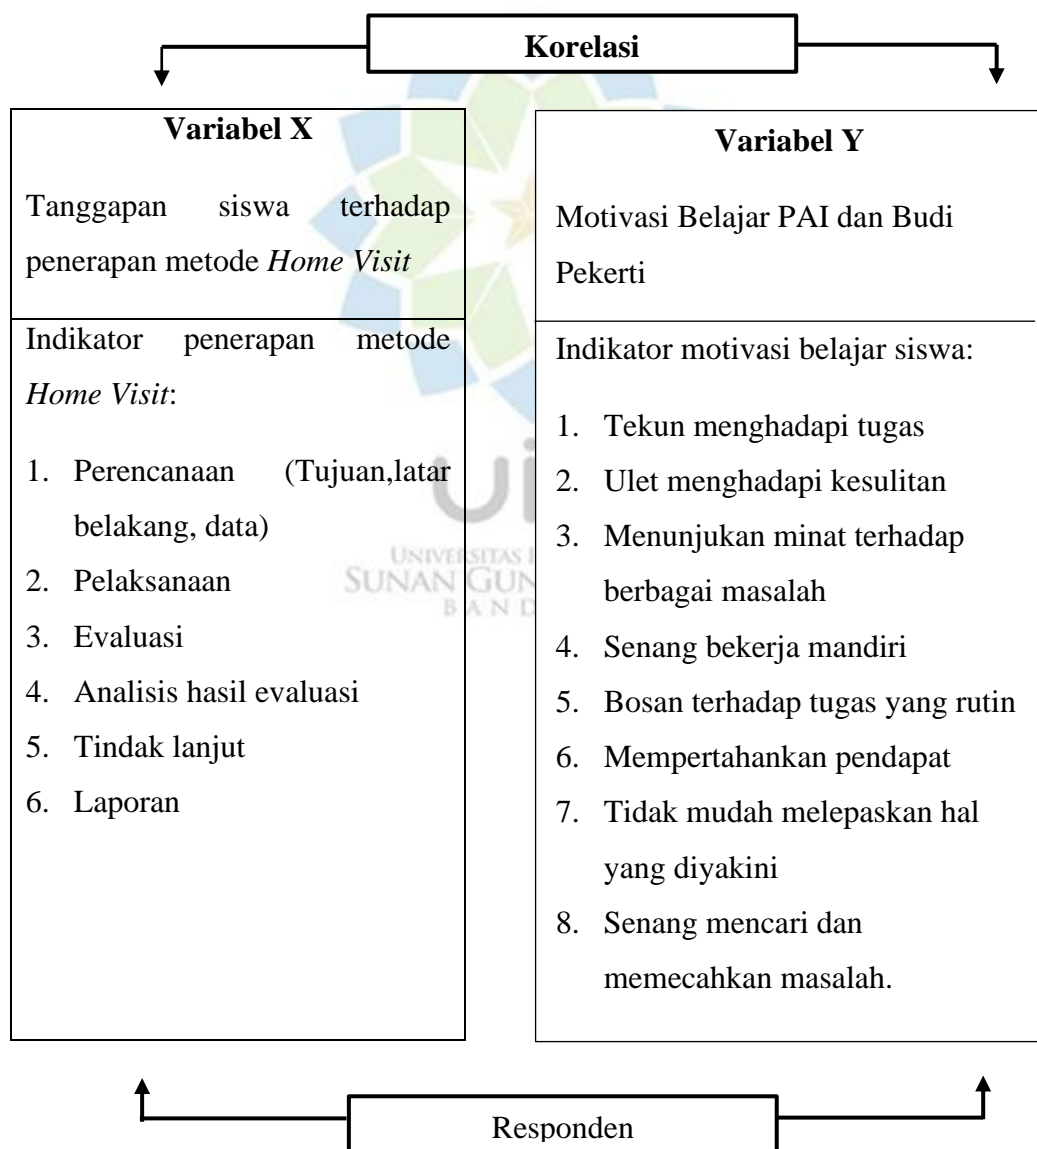 Korelasi
Variabel X
Tanggapan siswa terhadap
penerapan metode Home Visit
Indikator penerapan metode
Home Visit:
1. Perencanaan (Tujuan,latar
belakang, data)
2. Pelaksanaan
3. Evaluasi
4. Analisis hasil evaluasi
5. Tindak lanjut
6. Laporan
Variabel Y
Motivasi Belajar PAI dan Budi
Pekerti
Indikator motivasi belajar siswa:
1. Tekun menghadapi tugas
2. Ulet menghadapi kesulitan
3. Menunjukan minat terhadap
berbagai masalah
4. Senang bekerja mandiri
5. Bosan terhadap tugas yang rutin
6. Mempertahankan pendapat
7. Tidak mudah melepaskan hal
yang diyakini
8. Senang mencari dan
memecahkan masalah.
UNIVERSITAS
SUNAN GUN
BAND
Responden